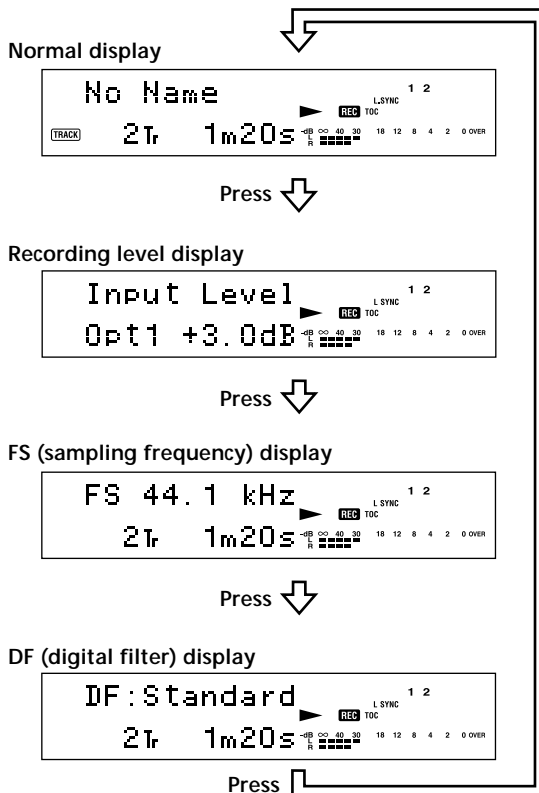 Normal display
No Name
1 2
L.SYNC
REC TOC
TRACK 2Tr 1m20s -dB ∞ 40 30 18 12 8 4 2 0 OVER
L
R
Press
Recording level display
Input Level
1 2
L SYNC
REC TOC
Opt1 +3.0dB -dB ∞ 40 30 18 12 8 4 2 0 OVER
L
R
Press
FS (sampling frequency) display
FS 44.1 kHz
1 2
L SYNC
REC TOC
2Tr 1m20s -dB ∞ 40 30 18 12 8 4 2 0 OVER
L
R
Press
DF (digital filter) display
DF:Standard
1 2
L SYNC
REC TOC
2Tr 1m20s -dB ∞ 40 30 18 12 8 4 2 0 OVER
L
R
Press